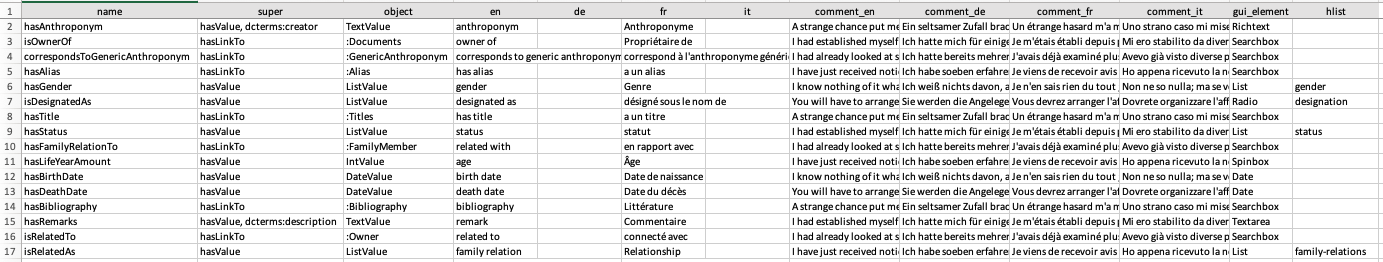 1 name super object en de fr it comment_en comment_de comment_fr comment_it gui_element hlist
2 hasAnthroponym hasValue, dcterms:creator TextValue anthroponym Anthroponyme A strange chance put me Ein seltsamer Zufall brac Un étrange hasard m'a m Uno strano caso mi mise Richtext
3 isOwnerOf hasLinkTo :Documents owner of Propriétaire de I had established myself Ich hatte mich für einige Je m'étais établi depuis p Mi ero stabilito da diver Searchbox
4 correspondsToGenericAnthroponym hasLinkTo :GenericAnthroponym corresponds to generic anthroponym correspond à l'anthroponyme généri I had already looked at s Ich hatte bereits mehrer J'avais déjà examiné plu Avevo già visto diverse p Searchbox
5 hasAlias hasLinkTo :Alias has alias a un alias I have just received noti Ich habe soeben erfahre Je viens de recevoir avis Ho appena ricevuto la n Searchbox
6 hasGender hasValue ListValue gender Genre I know nothing of it wha Ich weiß nichts davon, a Je n'en sais rien du tout Non ne so nulla; ma se v List gender
7 isDesignatedAs hasValue ListValue designated as désigné sous le nom de You will have to arrange Sie werden die Angelege Vous devrez arranger l'af Dovrete organizzare l'aff Radio designation
8 hasTitle hasLinkTo :Titles has title a un titre A strange chance put me Ein seltsamer Zufall brac Un étrange hasard m'a m Uno strano caso mi mise Searchbox
9 hasStatus hasValue ListValue status statut I had established myself Ich hatte mich für einige Je m'étais établi depuis p Mi ero stabilito da diver List status
10 hasFamilyRelationTo hasLinkTo :FamilyMember related with en rapport avec I had already looked at s Ich hatte bereits mehrer J'avais déjà examiné plu Avevo già visto diverse p Searchbox
11 hasLifeYearAmount hasValue IntValue age Âge I have just received noti Ich habe soeben erfahre Je viens de recevoir avis Ho appena ricevuto la n Spinbox
12 hasBirthDate hasValue DateValue birth date Date de naissance I know nothing of it wha Ich weiß nichts davon, a Je n'en sais rien du tout Non ne so nulla; ma se v Date
13 hasDeathDate hasValue DateValue death date Date du décès You will have to arrange Sie werden die Angelege Vous devrez arranger l'af Dovrete organizzare l'aff Date
14 hasBibliography hasLinkTo :Bibliography bibliography Littérature A strange chance put me Ein seltsamer Zufall brac Un étrange hasard m'a m Uno strano caso mi mise Searchbox
15 hasRemarks hasValue, dcterms:description TextValue remark Commentaire I had established myself Ich hatte mich für einige Je m'étais établi depuis p Mi ero stabilito da diver Textarea
16 isRelatedTo hasLinkTo :Owner related to connecté avec I had already looked at s Ich hatte bereits mehrer J'avais déjà examiné plu Avevo già visto diverse p Searchbox
17 isRelatedAs hasValue ListValue family relation Relationship I have just received noti Ich habe soeben erfahre Je viens de recevoir avis Ho appena ricevuto la n List family-relations